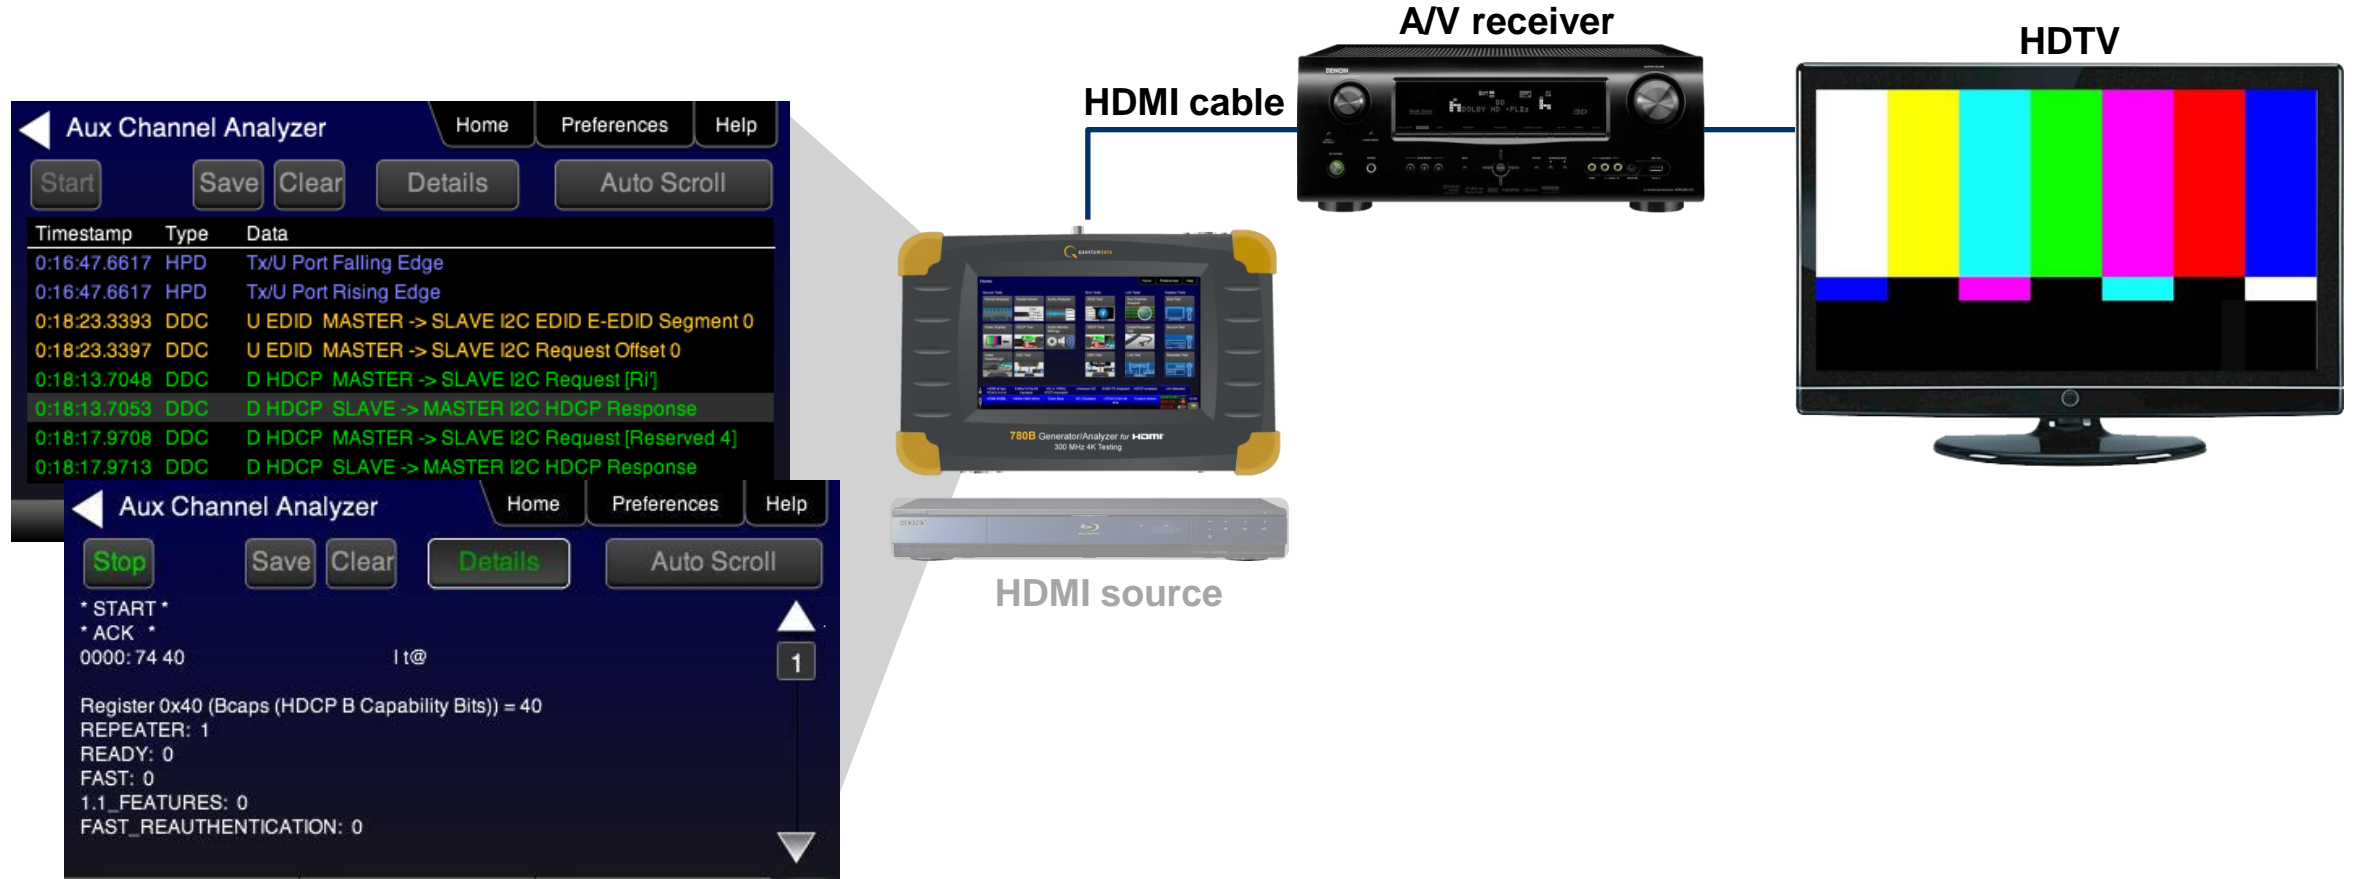 A/V receiver
HDTV
HDMI cable
DENON
Aux Channel Analyzer
Home
Preferences
Help
Start
Save
Clear
Details
Auto Scroll
Timestamp Type Data
0:16:47.6617 HPD Tx/U Port Falling Edge
0:16:47.6617 HPD Tx/U Port Rising Edge
0:18:23.3393 DDC U EDID MASTER -> SLAVE I2C EDID E-EDID Segment 0
0:18:23.3397 DDC U EDID MASTER -> SLAVE I2C Request Offset 0
0:18:13.7048 DDC D HDCP MASTER -> SLAVE I2C Request [Ri']
0:18:13.7053 DDC D HDCP SLAVE -> MASTER I2C HDCP Response
0:18:17.9708 DDC D HDCP MASTER -> SLAVE I2C Request [Reserved 4]
0:18:17.9713 DDC D HDCP SLAVE -> MASTER I2C HDCP Response
quantumdata
Home
Home Preferences Help
780B Generator/Analyzer for HDMI
300 MHz 4K Testing
HDMI source
Aux Channel Analyzer
Home
Preferences
Help
Stop
Save
Clear
Details
Auto Scroll
* START *
* ACK *
0000: 74 40 | t@
1
Register 0x40 (Bcaps (HDCP B Capability Bits)) = 40
REPEATER: 1
READY: 0
FAST: 0
1.1_FEATURES: 0
FAST_REAUTHENTICATION: 0